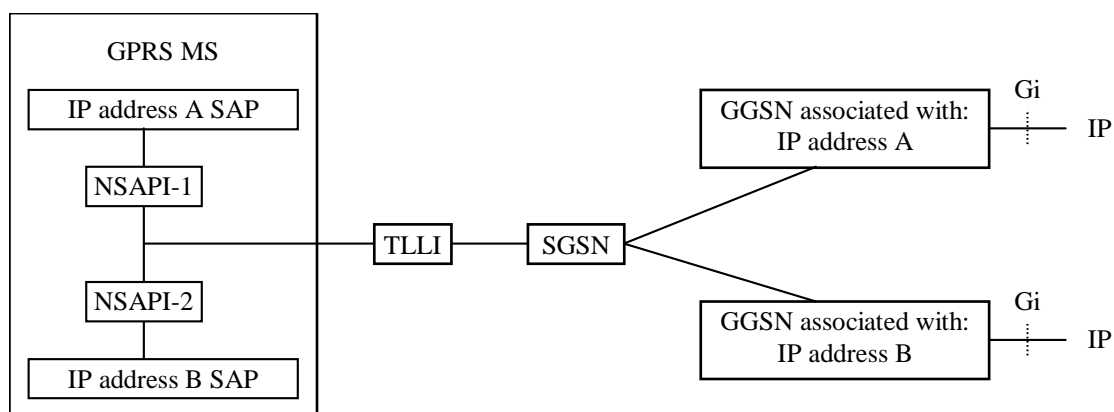 GPRS MS
IP address A SAP
NSAPI-1
NSAPI-2
IP address B SAP
TLLI
SGSN
GGSN associated with:
IP address A
Gi
IP
GGSN associated with:
IP address B
Gi
IP